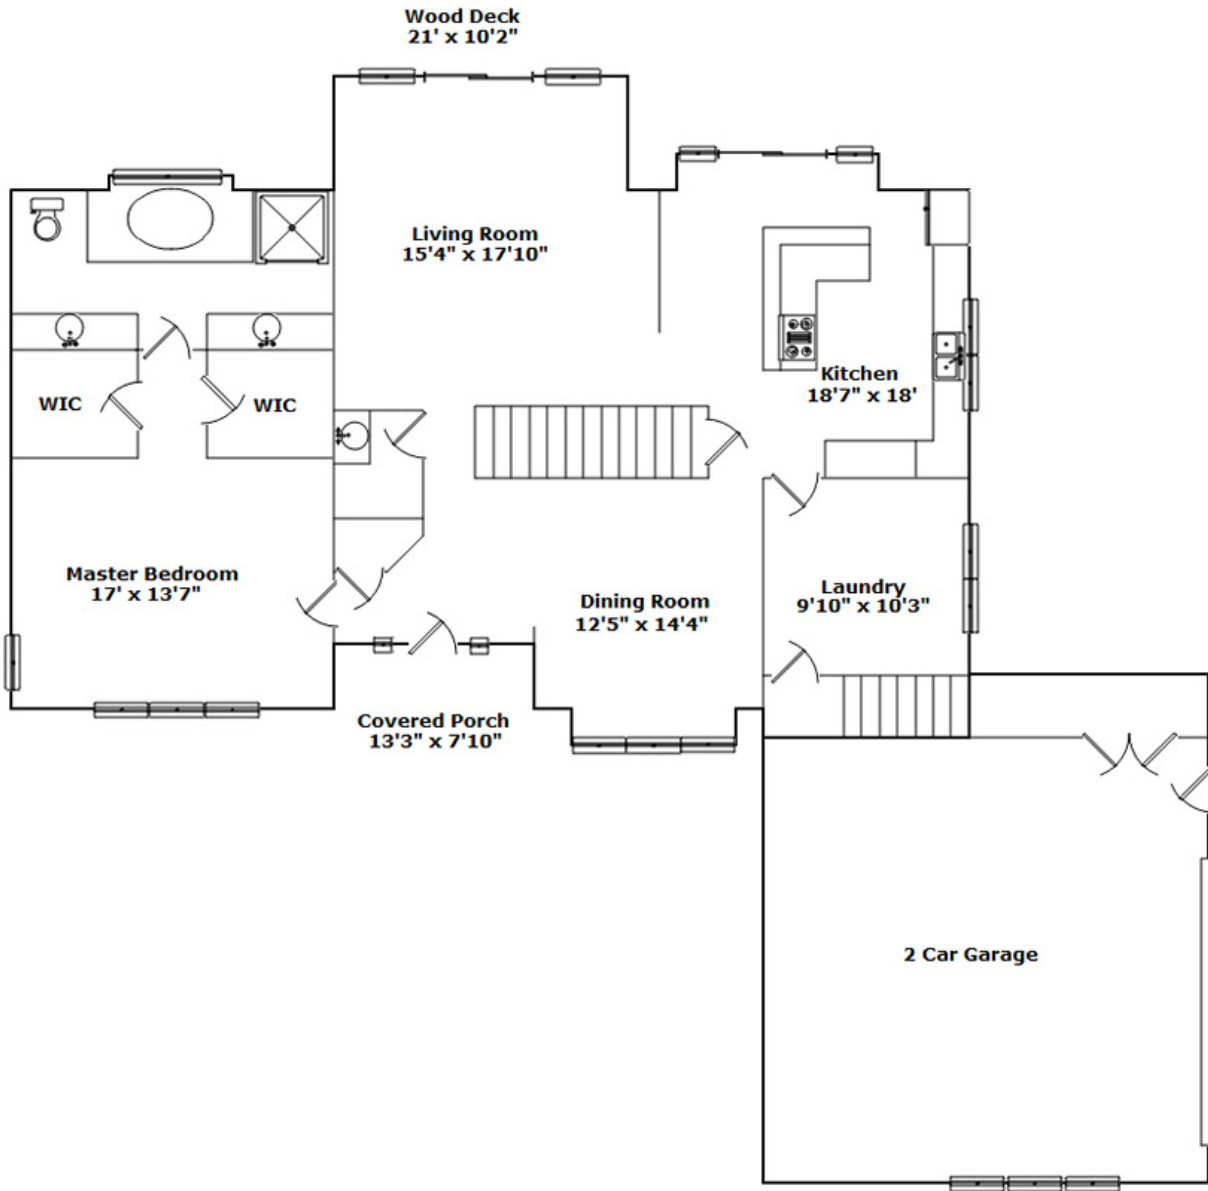 Wood Deck
21' x 10'2"
Living Room
15'4" x 17'10"
Kitchen
18'7" x 18'
WIC
WIC
Master Bedroom
17' x 13'7"
Dining Room
12'5" x 14'4"
Laundry
9'10" x 10'3"
Covered Porch
13'3" x 7'10"
2 Car Garage